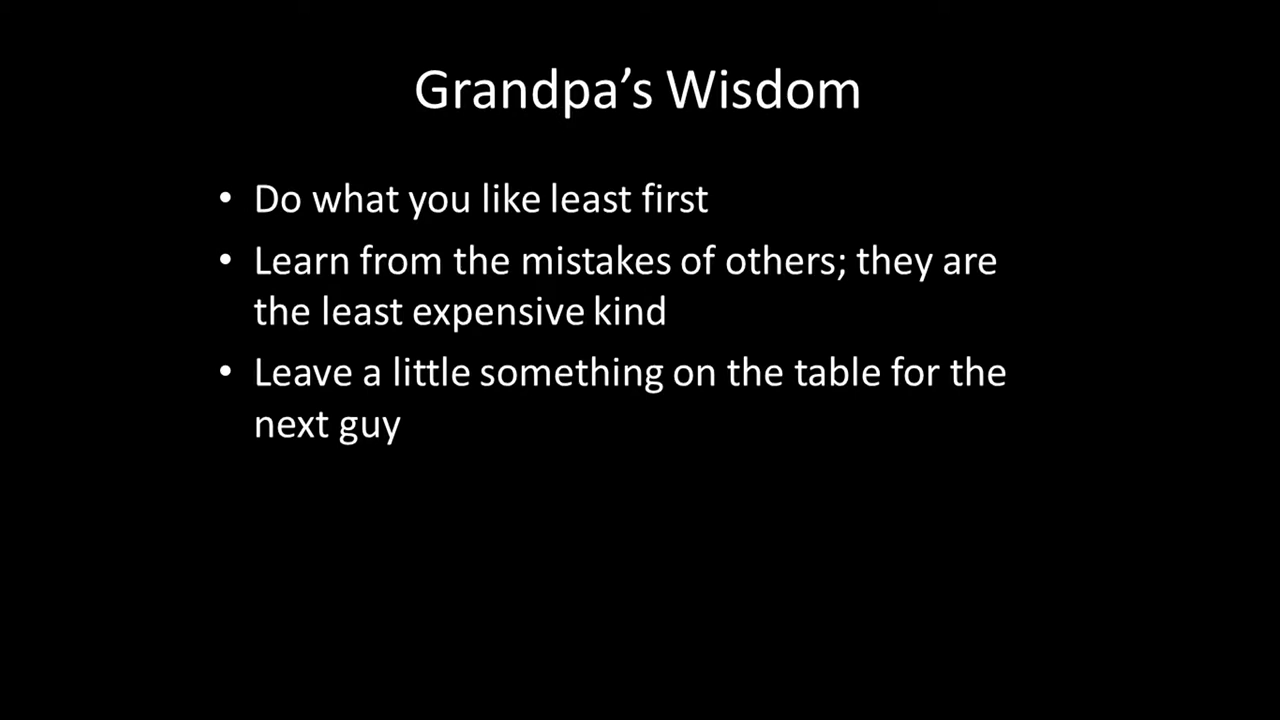 Grandpa’s Wisdom
• Do what you like least first
• Learn from the mistakes of others; they are
the least expensive kind
• Leave a little something on the table for the
next guy